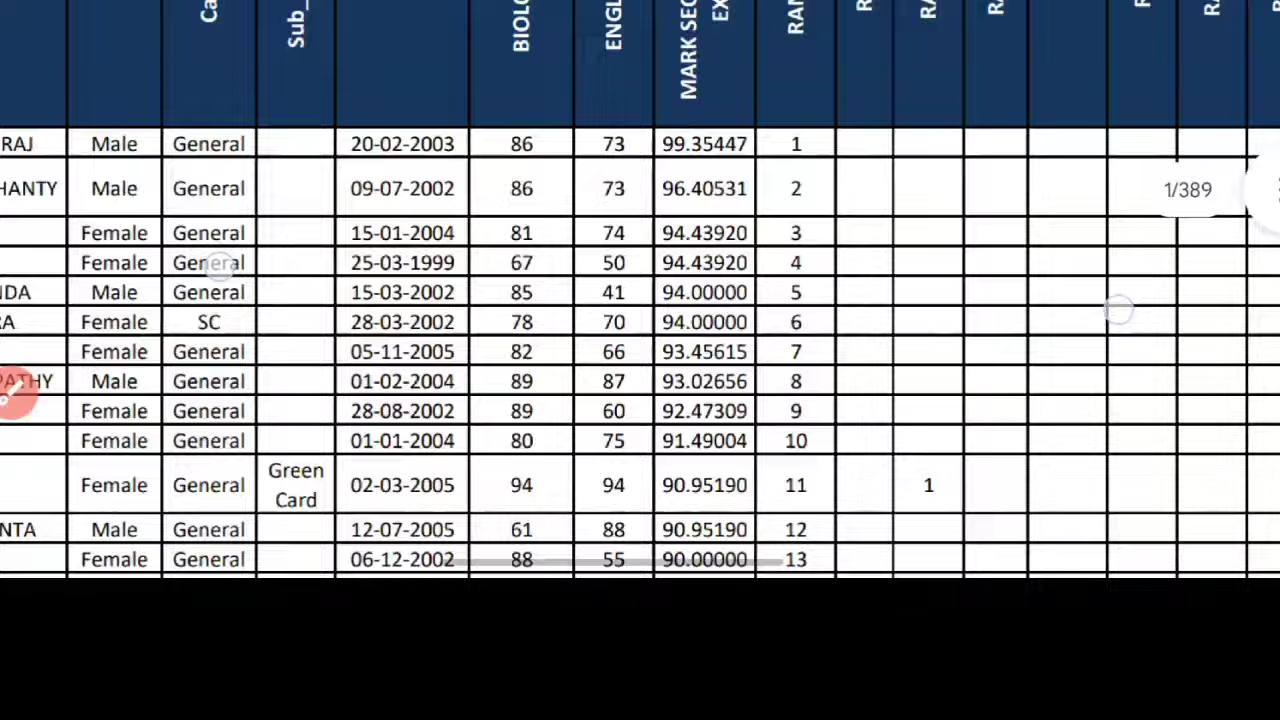 Ca
Sub_
BIOLO
ENGL
MARK SEC
EX
RAN
R
RA
RA
R
RA
R
RAJ Male General 20-02-2003 86 73 99.35447 1
HANTY Male General 09-07-2002 86 73 96.40531 2
1/389
Female General 15-01-2004 81 74 94.43920 3
Female General 25-03-1999 67 50 94.43920 4
NDA Male General 15-03-2002 85 41 94.00000 5
RA Female SC 28-03-2002 78 70 94.00000 6
Female General 05-11-2005 82 66 93.45615 7
PATHY Male General 01-02-2004 89 87 93.02656 8
Female General 28-08-2002 89 60 92.47309 9
Female General 01-01-2004 80 75 91.49004 10
Female General Green Card 02-03-2005 94 94 90.95190 11 1
NTA Male General 12-07-2005 61 88 90.95190 12
Female General 06-12-2002 88 55 90.00000 13